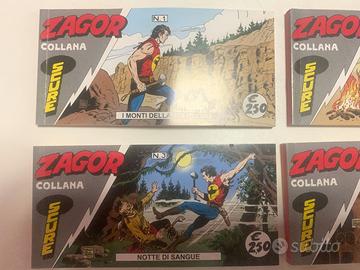 ZAGOR
COLLANA
SCURE
N.1
I MONTI DELLA
€ 250
ZAGOR
COLLANA
SCURE
ZAGOR
COLLANA
SCURE
N.3
NOTTE DI SANGUE
€ 250
ZAGOR
COLLANA
SCURE
subito